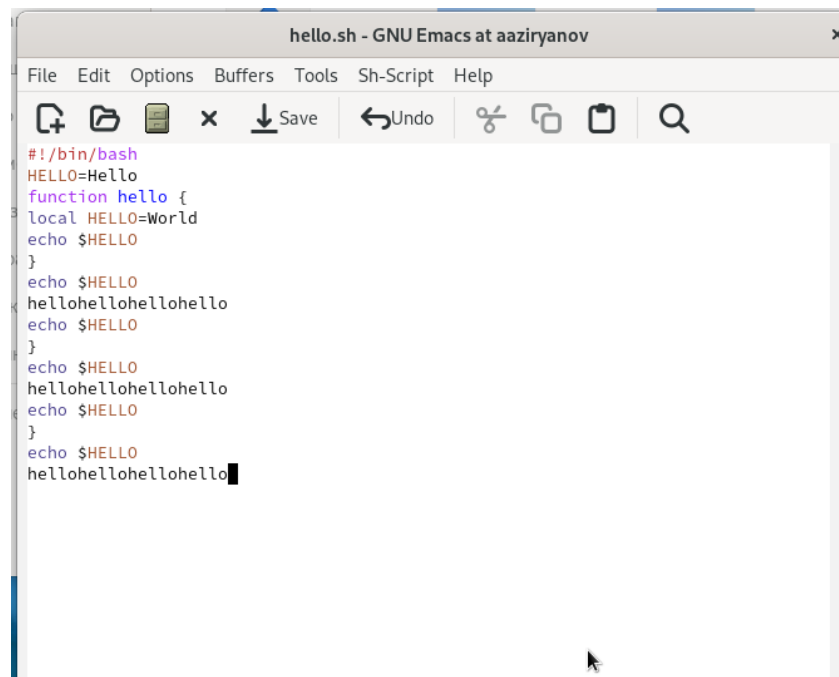 hello.sh - GNU Emacs at aaziryanov
File Edit Options Buffers Tools Sh-Script Help
Save Undo
#!/bin/bash
HELLO=Hello
function hello {
local HELLO=World
echo $HELLO
}
echo $HELLO
hellohellohellohello
echo $HELLO
}
echo $HELLO
hellohellohellohello
echo $HELLO
}
echo $HELLO
hellohellohellohello